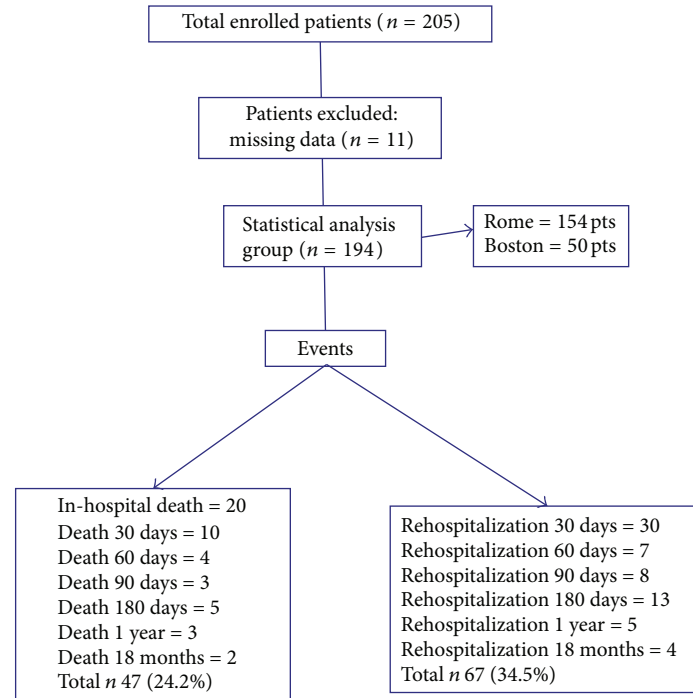 Total enrolled patients (n = 205)
Patients excluded:
missing data (n = 11)
Statistical analysis
group (n = 194)
Rome = 154 pts
Boston = 50 pts
Events
In-hospital death = 20
Death 30 days = 10
Death 60 days = 4
Death 90 days = 3
Death 180 days = 5
Death 1 year = 3
Death 18 months = 2
Total n 47 (24.2%)
Rehospitalization 30 days = 30
Rehospitalization 60 days = 7
Rehospitalization 90 days = 8
Rehospitalization 180 days = 13
Rehospitalization 1 year = 5
Rehospitalization 18 months = 4
Total n 67 (34.5%)